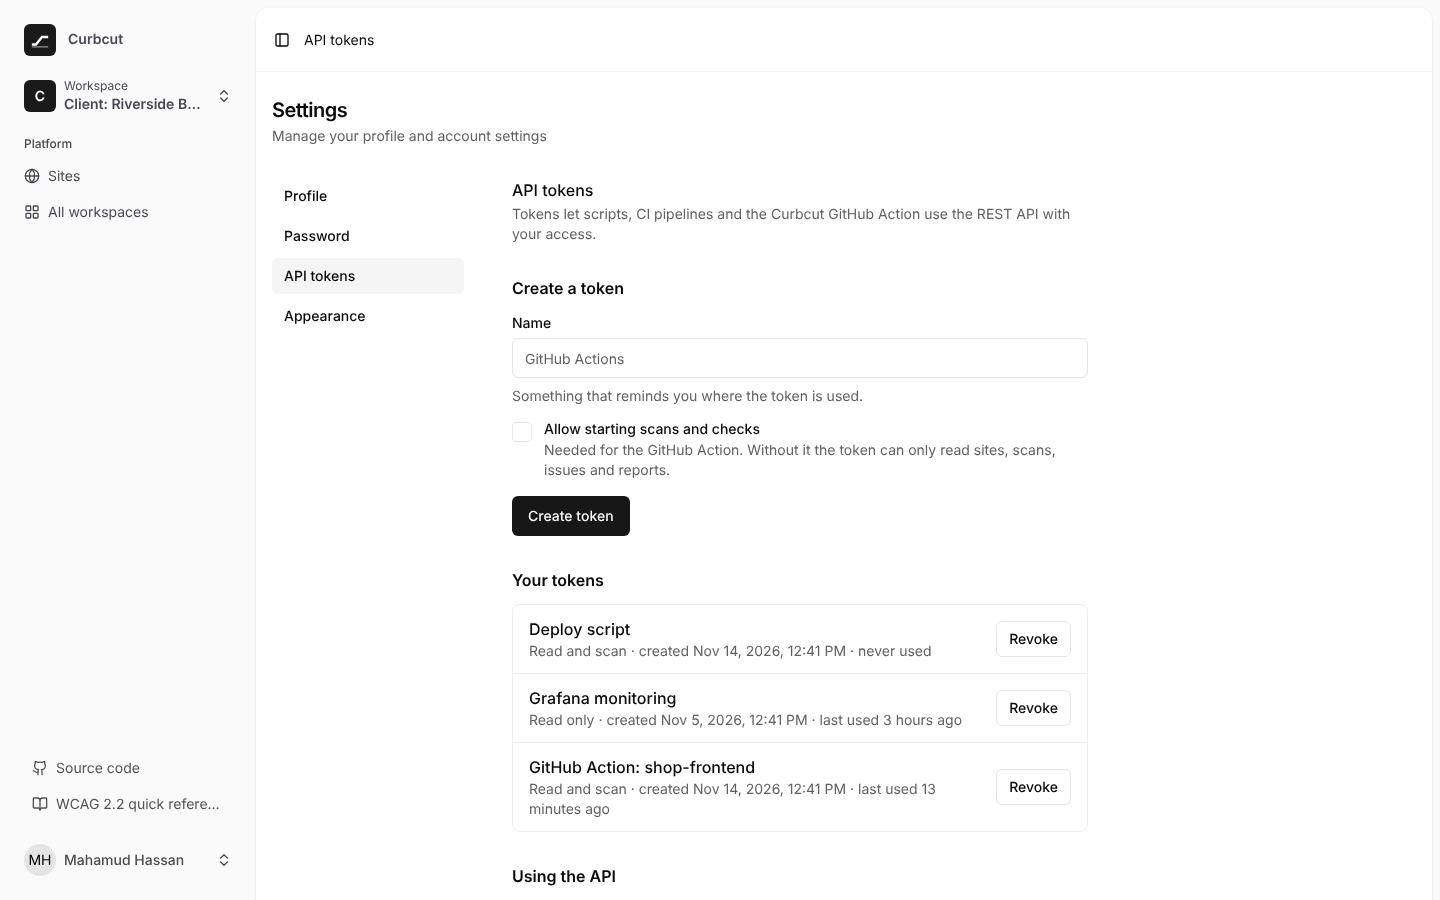 Curbcut
C
Workspace
Client: Riverside B...
Platform
Sites
All workspaces
Source code
WCAG 2.2 quick refere...
MH
Mahamud Hassan
API tokens
Settings
Manage your profile and account settings
Profile
Password
API tokens
Appearance
API tokens
Tokens let scripts, CI pipelines and the Curbcut GitHub Action use the REST API with
your access.
Create a token
Name
GitHub Actions
Something that reminds you where the token is used.
Allow starting scans and checks
Needed for the GitHub Action. Without it the token can only read sites, scans,
issues and reports.
Create token
Your tokens
Deploy script
Read and scan · created Nov 14, 2026, 12:41 PM · never used
Revoke
Grafana monitoring
Read only · created Nov 5, 2026, 12:41 PM · last used 3 hours ago
Revoke
GitHub Action: shop-frontend
Read and scan · created Nov 14, 2026, 12:41 PM · last used 13
minutes ago
Revoke
Using the API